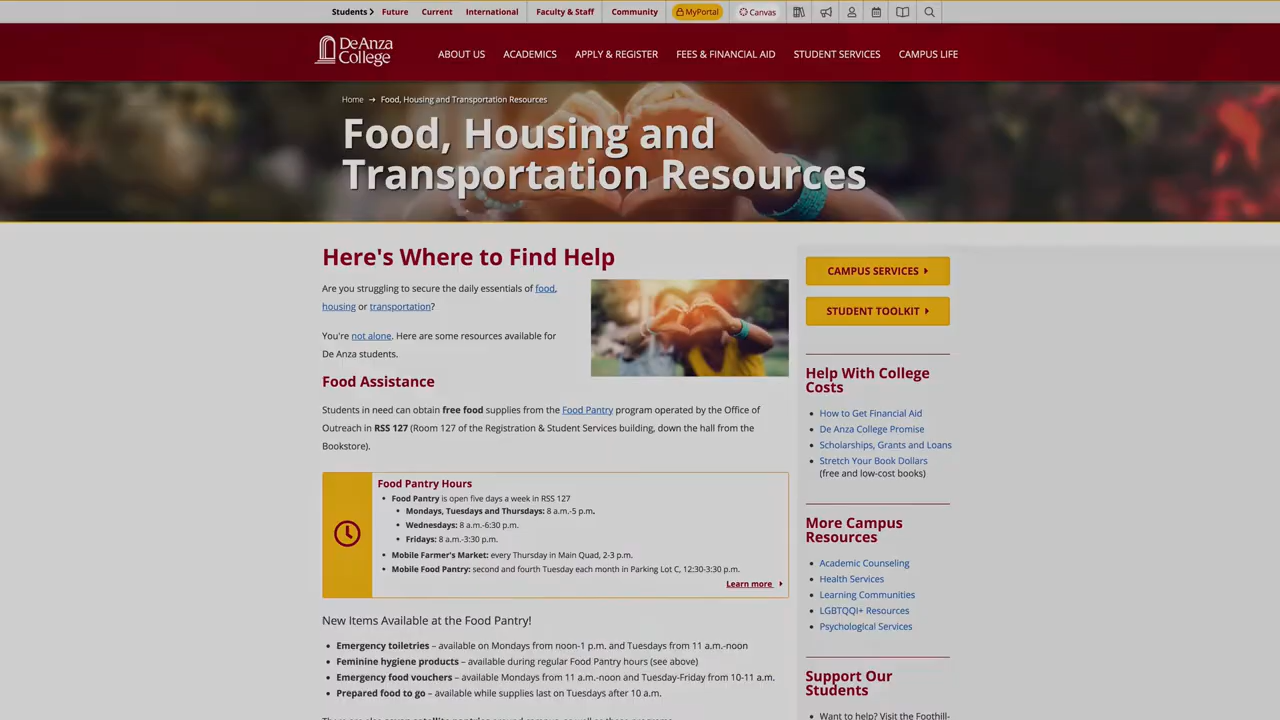 Students
Future
Current
International
Faculty & Staff
Community
MyPortal
Canvas
De Anza
College
ABOUT US
ACADEMICS
APPLY & REGISTER
FEES & FINANCIAL AID
STUDENT SERVICES
CAMPUS LIFE
Home → Food, Housing and Transportation Resources
Food, Housing and
Transportation Resources
Here's Where to Find Help
Are you struggling to secure the daily essentials of food,
housing or transportation?
You're not alone. Here are some resources available for
De Anza students.
Food Assistance
Students in need can obtain free food supplies from the Food Pantry program operated by the Office of
Outreach in RSS 127 (Room 127 of the Registration & Student Services building, down the hall from the
Bookstore).
Food Pantry Hours
Food Pantry is open five days a week in RSS 127
Mondays, Tuesdays and Thursdays: 8 a.m.-5 p.m.
Wednesdays: 8 a.m.-6:30 p.m.
Fridays: 8 a.m.-3:30 p.m.
Mobile Farmer's Market: every Thursday in Main Quad, 2-3 p.m.
Mobile Food Pantry: second and fourth Tuesday each month in Parking Lot C, 12:30-3:30 p.m.
Learn more
New Items Available at the Food Pantry!
Emergency toiletries – available on Mondays from noon-1 p.m. and Tuesdays from 11 a.m.-noon
Feminine hygiene products – available during regular Food Pantry hours (see above)
Emergency food vouchers – available Mondays from 11 a.m.-noon and Tuesday-Friday from 10-11 a.m.
Prepared food to go – available while supplies last on Tuesdays after 10 a.m.
CAMPUS SERVICES
STUDENT TOOLKIT
Help With College
Costs
How to Get Financial Aid
De Anza College Promise
Scholarships, Grants and Loans
Stretch Your Book Dollars
(free and low-cost books)
More Campus
Resources
Academic Counseling
Health Services
Learning Communities
LGBTQQI+ Resources
Psychological Services
Support Our
Students
Want to help? Visit the Foothill-